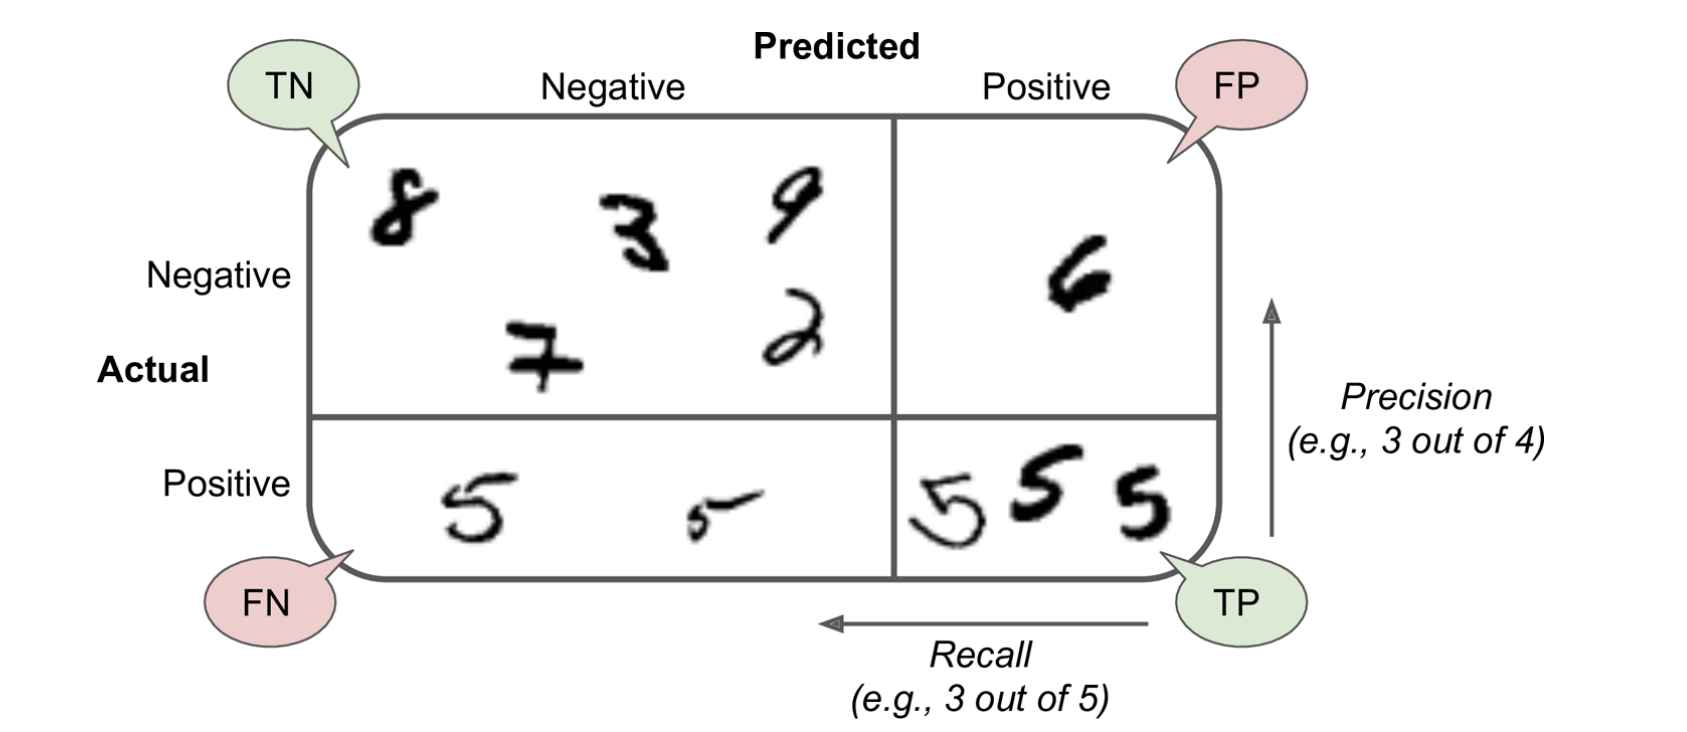 Predicted
TN
Negative
Positive
FP
8
3
9
6
Negative
7
2
Actual
Precision
(e.g., 3 out of 4)
Positive
5
5
5
5
5
FN
TP
Recall
(e.g., 3 out of 5)